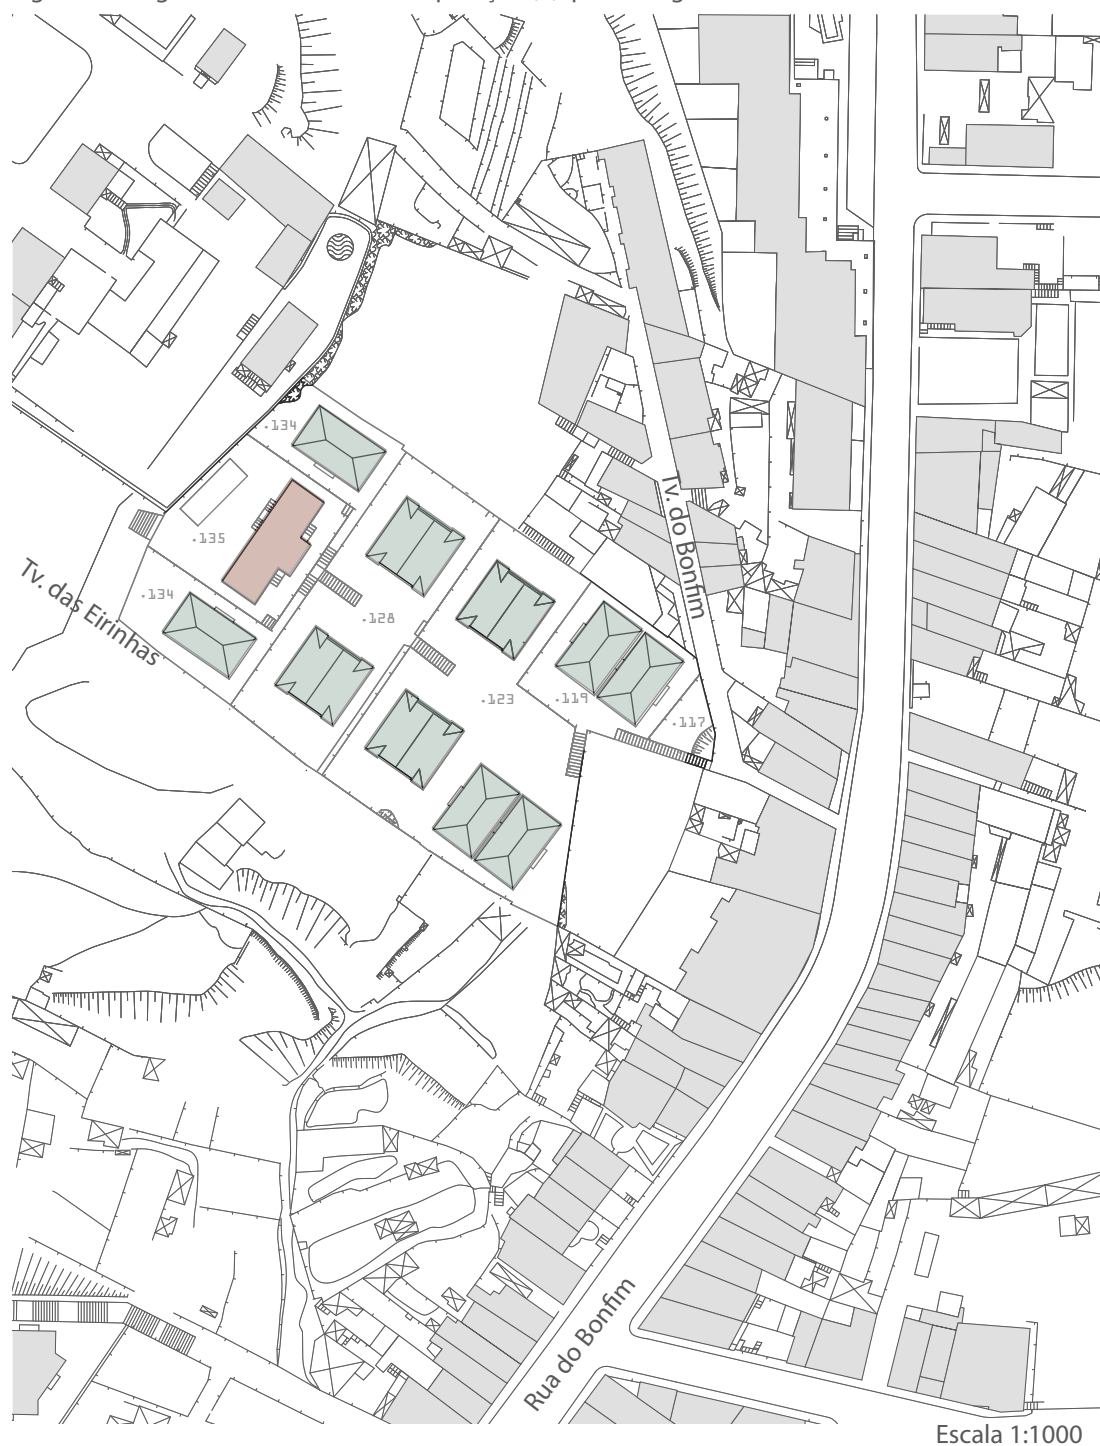 .134
.135
Tv. das Eirinhas
.134
.128
Tv. do Bonfim
.123
.119
.117
Rua do Bonfim
Escala 1:1000